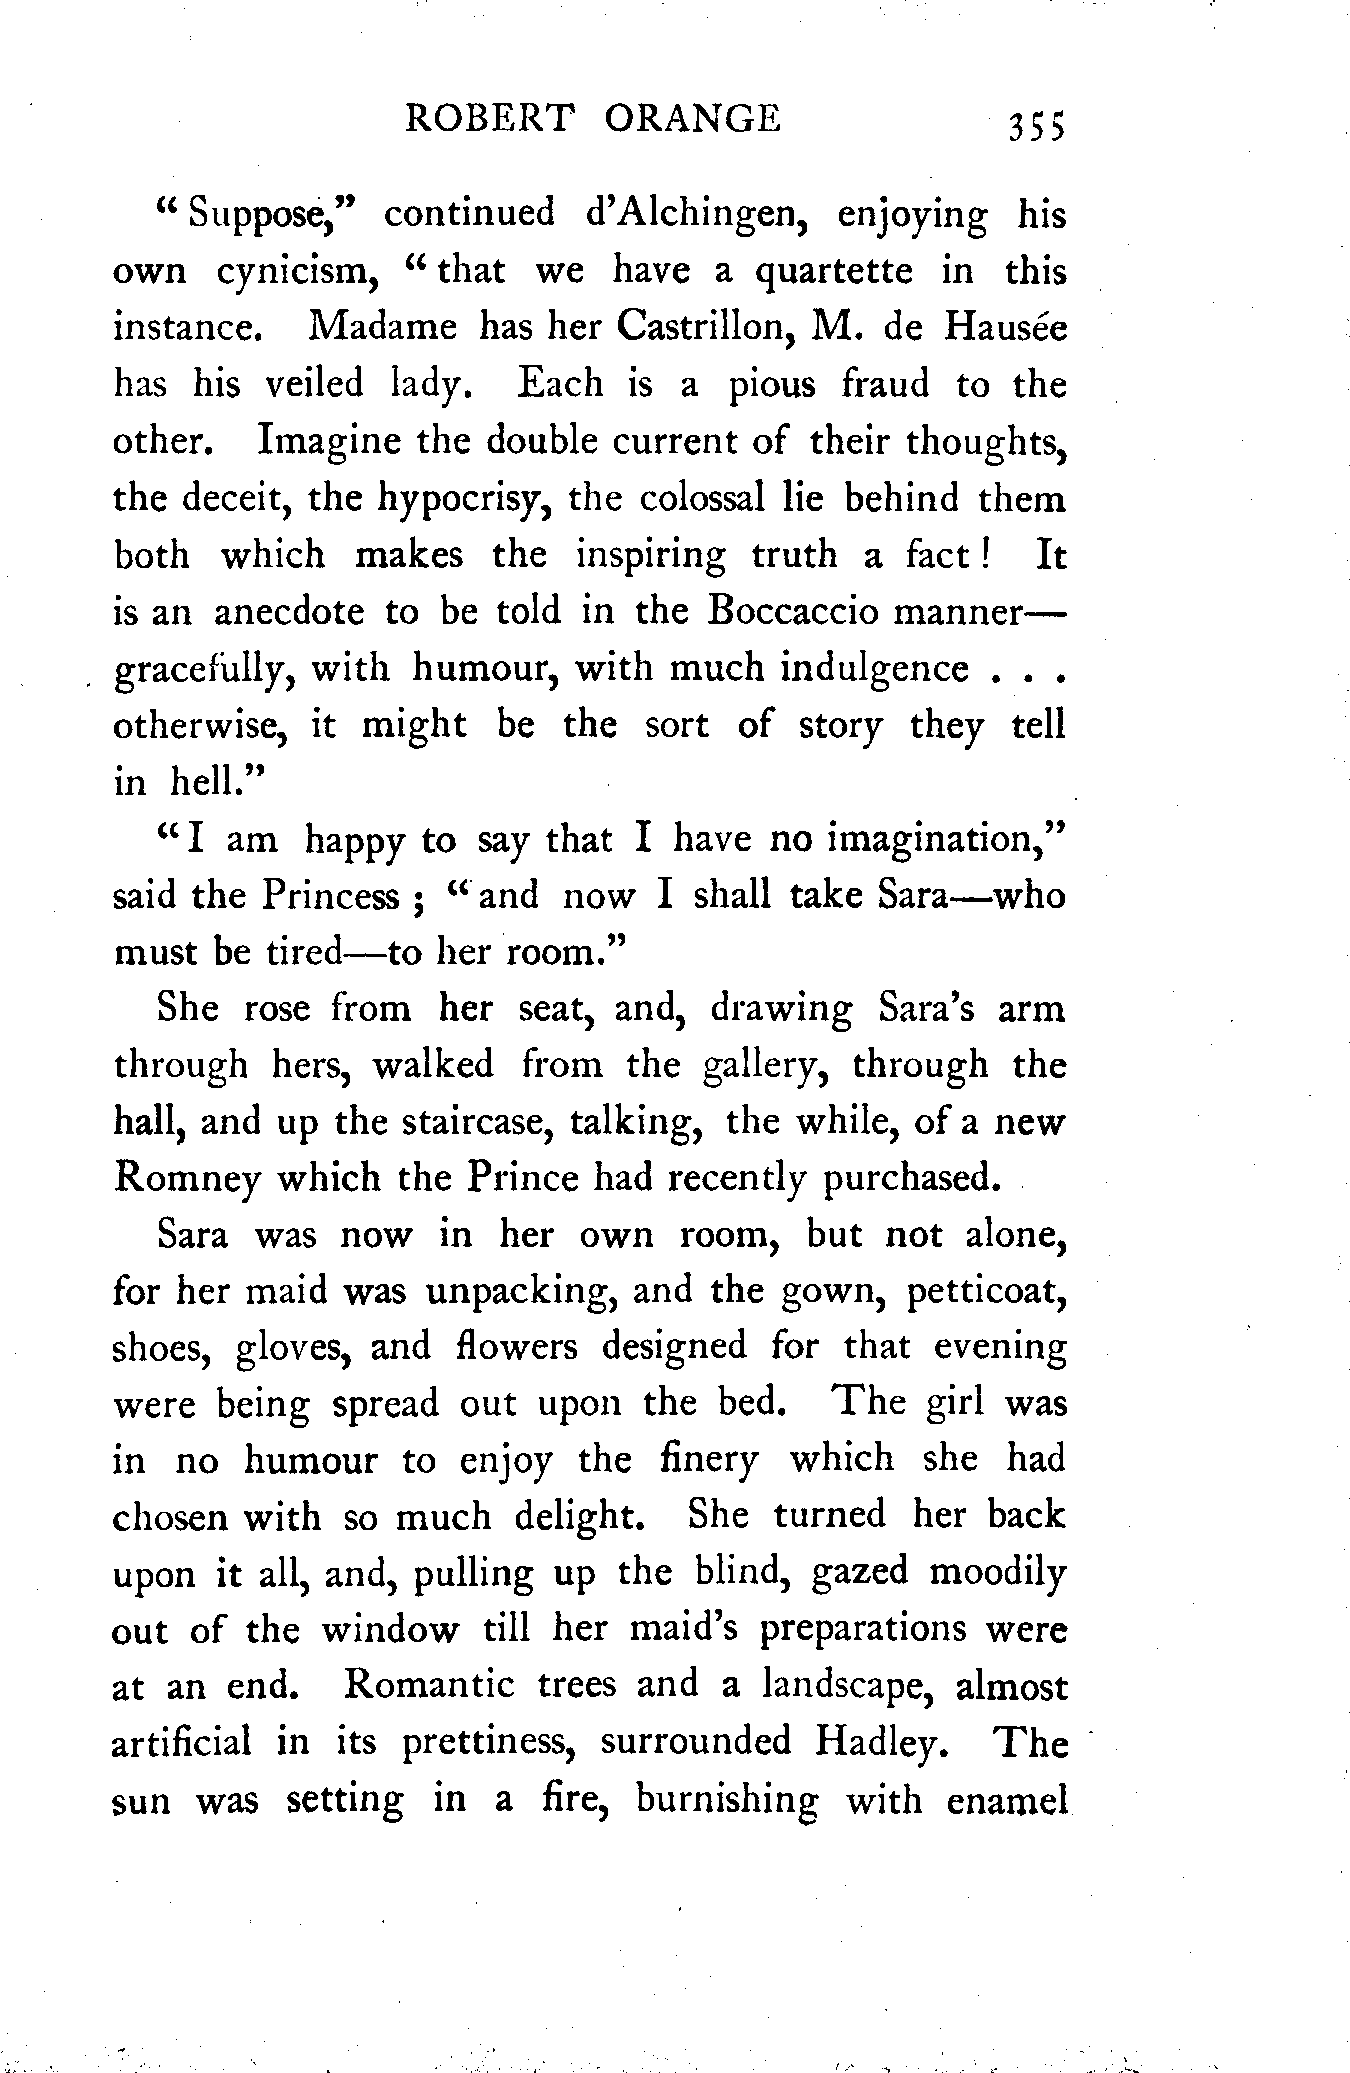 ROBERT ORANGE 355
“ Suppose,” continued d’Alchingen, enjoying his
own cynicism, “ that we have a quartette in this
instance. Madame has her Castrillon, M. de Hausée
has his veiled lady. Each is a pious fraud to the
other. Imagine the double current of their thoughts,
the deceit, the hypocrisy, the colossal lie behind them
both which makes the inspiring truth a fact ! It
is an anecdote to be told in the Boccaccio manner—
gracefully, with humour, with much indulgence . . .
otherwise, it might be the sort of story they tell
in hell.”
“ I am happy to say that I have no imagination,”
said the Princess ; “ and now I shall take Sara—who
must be tired—to her room.”
She rose from her seat, and, drawing Sara’s arm
through hers, walked from the gallery, through the
hall, and up the staircase, talking, the while, of a new
Romney which the Prince had recently purchased.
Sara was now in her own room, but not alone,
for her maid was unpacking, and the gown, petticoat,
shoes, gloves, and flowers designed for that evening
were being spread out upon the bed. The girl was
in no humour to enjoy the finery which she had
chosen with so much delight. She turned her back
upon it all, and, pulling up the blind, gazed moodily
out of the window till her maid’s preparations were
at an end. Romantic trees and a landscape, almost
artificial in its prettiness, surrounded Hadley. The
sun was setting in a fire, burnishing with enamel